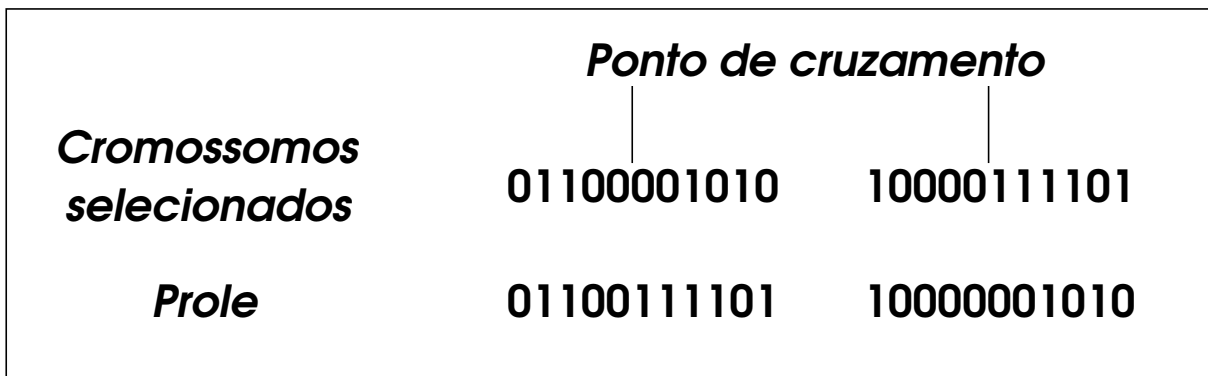 Ponto de cruzamento
Cromossomos
selecionados
01100001010 10000111101
Prole 01100111101 10000001010